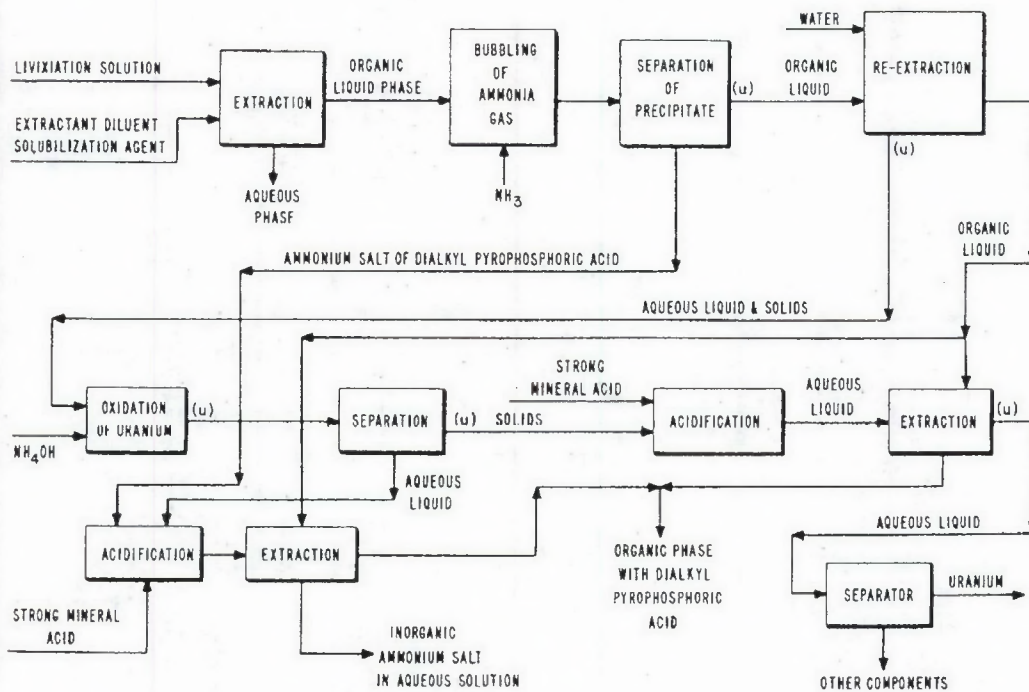 LIVIXIATION SOLUTION
EXTRACTANT DILUENT
SOLUBILIZATION AGENT
EXTRACTION
AQUEOUS
PHASE
ORGANIC
LIQUID PHASE
BUBBLING
OF
AMMONIA
GAS
NH3
SEPARATION
OF
PRECIPITATE
(u)
ORGANIC
LIQUID
WATER
RE-EXTRACTION
(u)
AMMONIUM SALT OF DIALKYL PYROPHOSPHORIC ACID
ORGANIC
LIQUID
AQUEOUS LIQUID & SOLIDS
OXIDATION
OF URANIUM
(u)
NH4OH
SEPARATION
(u) SOLIDS
AQUEOUS
LIQUID
STRONG
MINERAL ACID
ACIDIFICATION
AQUEOUS
LIQUID
EXTRACTION
(u)
ACIDIFICATION
STRONG MINERAL
ACID
EXTRACTION
INORGANIC
AMMONIUM SALT
IN AQUEOUS SOLUTION
ORGANIC PHASE
WITH DIALKYL
PYROPHOSPHORIC
ACID
AQUEOUS LIQUID
SEPARATOR
URANIUM
OTHER COMPONENTS